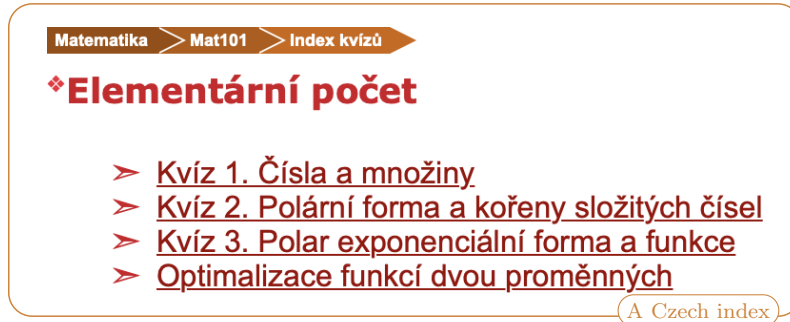 Matematika Mat101 Index kvízů
❖Elementární počet
➢ Kvíz 1. Čísla a množiny
➢ Kvíz 2. Polární forma a kořeny složitých čísel
➢ Kvíz 3. Polar exponenciální forma a funkce
➢ Optimalizace funkcí dvou proměnných
A Czech index